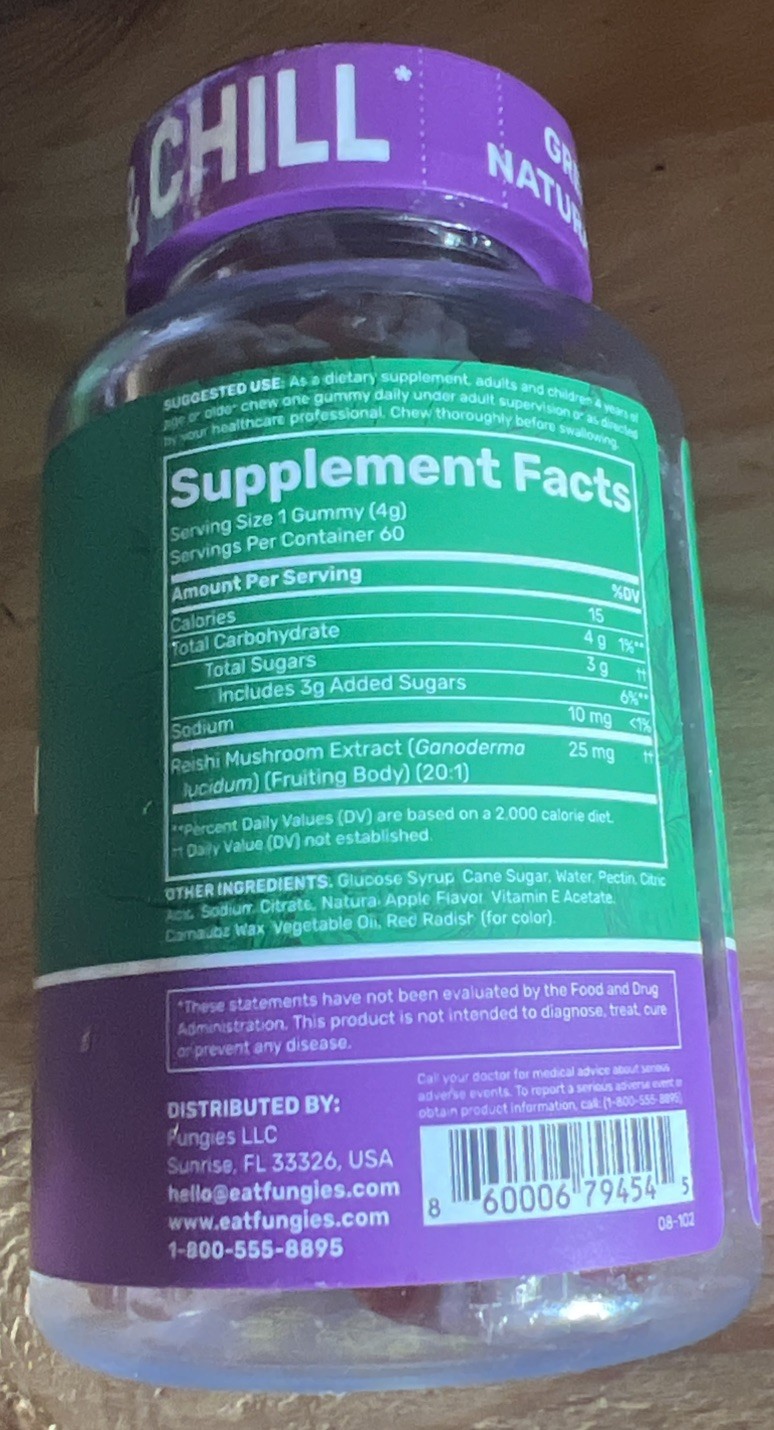 & CHILL*
GRE
NATUR
SUGGESTED USE: As a dietary supplement, adults and children 4 years of
age or older chew one gummy daily under adult supervision or as directed
by your healthcare professional. Chew thoroughly before swallowing.
Supplement Facts
Serving Size 1 Gummy (4g)
Servings Per Container 60
Amount Per Serving %DV
Calories 15
Total Carbohydrate 4 g 1%**
Total Sugars 3 g ††
Includes 3g Added Sugars 6%**
Sodium 10 mg <1%
Reishi Mushroom Extract (Ganoderma 25 mg ††
lucidum) (Fruiting Body) (20:1)
**Percent Daily Values (DV) are based on a 2,000 calorie diet.
†† Daily Value (DV) not established.
OTHER INGREDIENTS. Glucose Syrup, Cane Sugar, Water, Pectin, Citric
Acid, Sodium Citrate, Natural Apple Flavor, Vitamin E Acetate,
Carnauba Wax, Vegetable Oil, Red Radish (for color).
*These statements have not been evaluated by the Food and Drug
Administration. This product is not intended to diagnose, treat, cure
or prevent any disease.
Call your doctor for medical advice about serious
adverse events. To report a serious adverse event or
obtain product information, call: (1-800-555-8895)
DISTRIBUTED BY:
Fungies LLC
Sunrise, FL 33326, USA
hello@eatfungies.com
www.eatfungies.com
1-800-555-8895
8 60006 79454 5
08-102